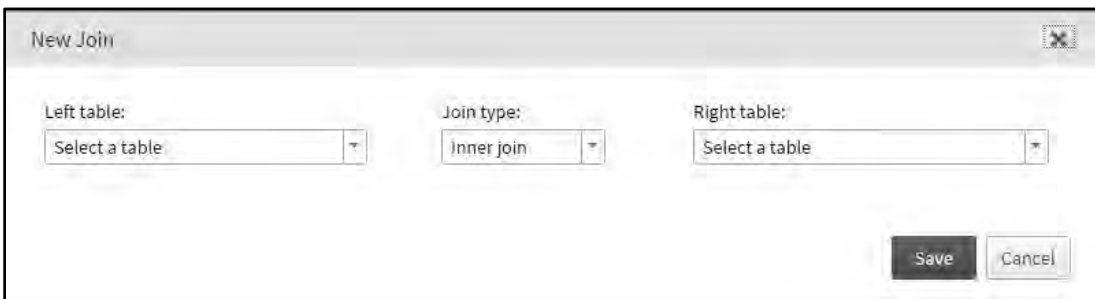 New Join
Left table: Join type: Right table:
Select a table Inner join Select a table
Save Cancel